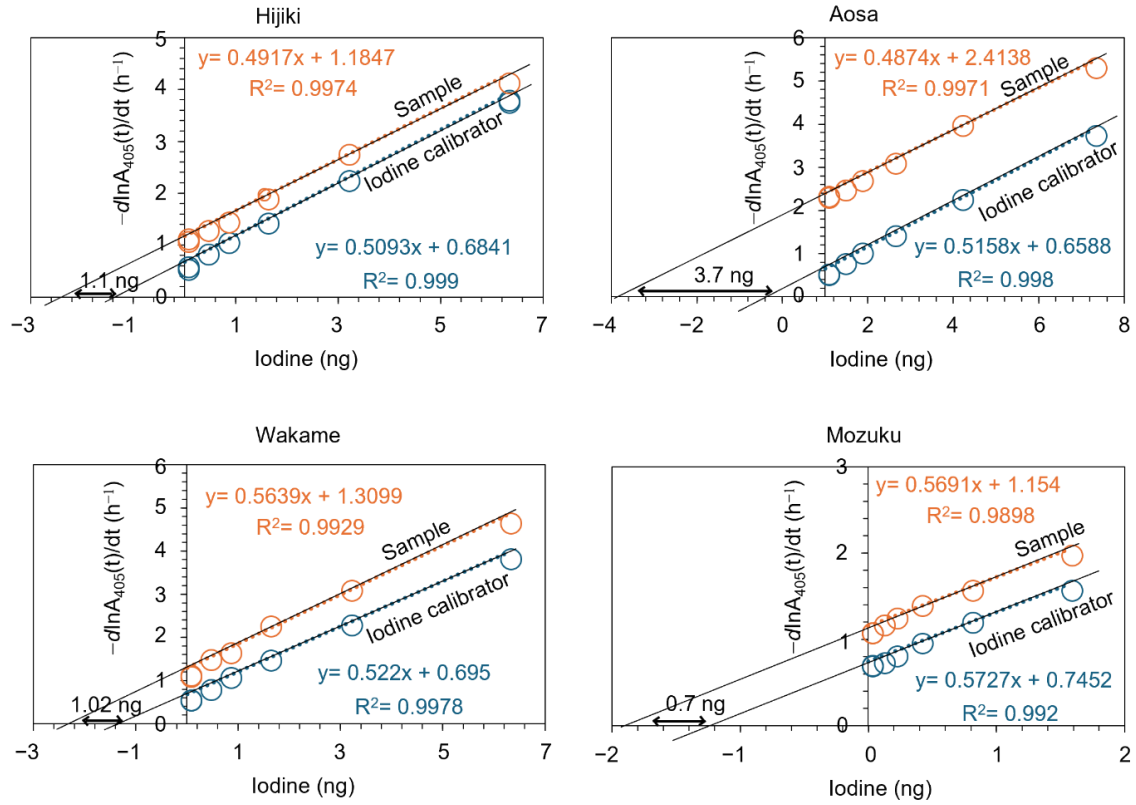 Hijiki
−dlnA₄₀₅(t)/dt (h⁻¹)
5
4
3
2
1
0
y= 0.4917x + 1.1847
R²= 0.9974
Sample
Iodine calibrator
y= 0.5093x + 0.6841
R²= 0.999
1.1 ng
−3
−1
1
3
5
7
Iodine (ng)
Aosa
−dlnA₄₀₅(t)/dt (h⁻¹)
6
5
4
3
2
1
0
y= 0.4874x + 2.4138
R²= 0.9971
Sample
Iodine calibrator
y= 0.5158x + 0.6588
R²= 0.998
3.7 ng
−4
−2
0
2
4
6
8
Iodine (ng)
Wakame
−dlnA₄₀₅(t)/dt (h⁻¹)
6
5
4
3
2
1
0
y= 0.5639x + 1.3099
R²= 0.9929
Sample
Iodine calibrator
y= 0.522x + 0.695
R²= 0.9978
1.02 ng
−3
−1
1
3
5
7
Iodine (ng)
Mozuku
−dlnA₄₀₅(t)/dt (h⁻¹)
3
2
1
0
y= 0.5691x + 1.154
R²= 0.9898
Sample
Iodine calibrator
y= 0.5727x + 0.7452
R²= 0.992
0.7 ng
−2
−1
0
1
2
Iodine (ng)